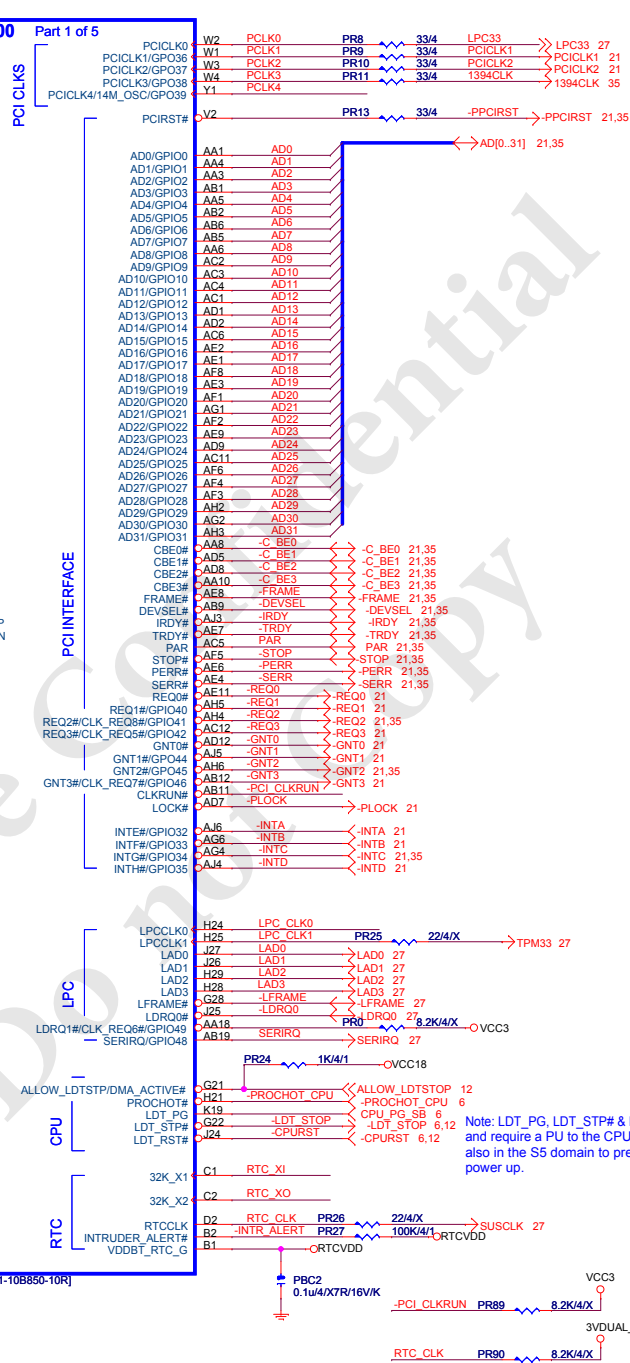 00 Part 1 of 5
PCI CLKS
PCICLK0 W2 PCLK0 PR8 33/4 LPC33 LPC33 27
PCICLK1/GPO36 W1 PCLK1 PR9 33/4 PCICLK1 PCICLK1 21
PCICLK2/GPO37 W3 PCLK2 PR10 33/4 PCICLK2 PCICLK2 21
PCICLK3/GPO38 W4 PCLK3 PR11 33/4 1394CLK 1394CLK 35
PCICLK4/14M_OSC/GPO39 Y1 PCLK4
PCIRST# V2 PR13 33/4 -PPCIRST -PPCIRST 21,35
AD[0..31] 21,35
PCI INTERFACE
AD0/GPIO0 AA1 AD0
AD1/GPIO1 AA4 AD1
AD2/GPIO2 AA3 AD2
AD3/GPIO3 AB1 AD3
AD4/GPIO4 AA5 AD4
AD5/GPIO5 AB2 AD5
AD6/GPIO6 AB6 AD6
AD7/GPIO7 AB5 AD7
AD8/GPIO8 AA6 AD8
AD9/GPIO9 AC2 AD9
AD10/GPIO10 AC3 AD10
AD11/GPIO11 AC4 AD11
AD12/GPIO12 AC1 AD12
AD13/GPIO13 AD1 AD13
AD14/GPIO14 AD2 AD14
AD15/GPIO15 AC6 AD15
AD16/GPIO16 AE2 AD16
AD17/GPIO17 AE1 AD17
AD18/GPIO18 AF8 AD18
AD19/GPIO19 AE3 AD19
AD20/GPIO20 AF1 AD20
AD21/GPIO21 AG1 AD21
AD22/GPIO22 AF2 AD22
AD23/GPIO23 AE9 AD23
AD24/GPIO24 AD9 AD24
AD25/GPIO25 AC11 AD25
AD26/GPIO26 AF6 AD26
AD27/GPIO27 AF4 AD27
AD28/GPIO28 AF3 AD28
AD29/GPIO29 AH2 AD29
AD30/GPIO30 AG2 AD30
AD31/GPIO31 AH3 AD31
CBE0# AA8 -C_BE0 -C_BE0 21,35
CBE1# AD5 -C_BE1 -C_BE1 21,35
CBE2# AD8 -C_BE2 -C_BE2 21,35
CBE3# AA10 -C_BE3 -C_BE3 21,35
FRAME# AE8 -FRAME -FRAME 21,35
DEVSEL# AB9 -DEVSEL -DEVSEL 21,35
IRDY# AJ3 -IRDY -IRDY 21,35
P
TRDY# AE7 -TRDY -TRDY 21,35
N
PAR AC5 PAR PAR 21,35
STOP# AF5 -STOP -STOP 21,35
PERR# AE6 -PERR -PERR 21,35
SERR# AE4 -SERR -SERR 21,35
REQ0# AE11 -REQ0 -REQ0 21
REQ1#/GPIO40 AH5 -REQ1 -REQ1 21
REQ2#/CLK_REQ8#/GPIO41 AH4 -REQ2 -REQ2 21,35
REQ3#/CLK_REQ5#/GPIO42 AC12 -REQ3 -REQ3 21
GNT0# AD12 -GNT0 -GNT0 21
GNT1#/GPO44 AJ5 -GNT1 -GNT1 21
GNT2#/GPO45 AH6 -GNT2 -GNT2 21,35
GNT3#/CLK_REQ7#/GPIO46 AB12 -GNT3 -GNT3 21
CLKRUN# AB11 -PCI_CLKRUN
LOCK# AD7 -PLOCK -PLOCK 21
INTE#/GPIO32 AJ6 -INTA -INTA 21
INTF#/GPIO33 AG6 -INTB -INTB 21
INTG#/GPIO34 AG4 -INTC -INTC 21,35
INTH#/GPIO35 AJ4 -INTD -INTD 21
LPC
LPCCLK0 H24 LPC_CLK0
LPCCLK1 H25 LPC_CLK1 PR25 22/4/X TPM33 27
LAD0 J27 LAD0 LAD0 27
LAD1 J26 LAD1 LAD1 27
LAD2 H29 LAD2 LAD2 27
LAD3 H28 LAD3 LAD3 27
LFRAME# G28 -LFRAME -LFRAME 27
LDRQ0# J25 -LDRQ0 -LDRQ0 27
LDRQ1#/CLK_REQ6#/GPIO49 AA18 PR0 8.2K/4/X VCC3
SERIRQ/GPIO48 AB19 SERIRQ SERIRQ 27
PR24 1K/4/1 VCC18
CPU
ALLOW_LDTSTP/DMA_ACTIVE# G21 ALLOW_LDTSTOP 12
PROCHOT# H21 -PROCHOT_CPU -PROCHOT_CPU 6
LDT_PG K19 CPU_PG_SB 6
LDT_STP# G22 -LDT_STOP -LDT_STOP 6,12
LDT_RST# J24 -CPURST -CPURST 6,12
Note: LDT_PG, LDT_STP# &
and require a PU to the CPU
also in the S5 domain to pre
power up.
RTC
32K_X1 C1 RTC_XI
32K_X2 C2 RTC_XO
RTCCLK D2 RTC_CLK PR26 22/4/X SUSCLK 27
INTRUDER_ALERT# B2 -INTR_ALERT PR27 100K/4/1 RTCVDD
VDDBT_RTC_G B1 RTCVDD
1-10B850-10R]
PBC2
0.1u/4/X7R/16V/K
VCC3
-PCI_CLKRUN PR89 8.2K/4/X
3VDUAL_
RTC_CLK PR90 8.2K/4/X
Confidential
Do not Copy